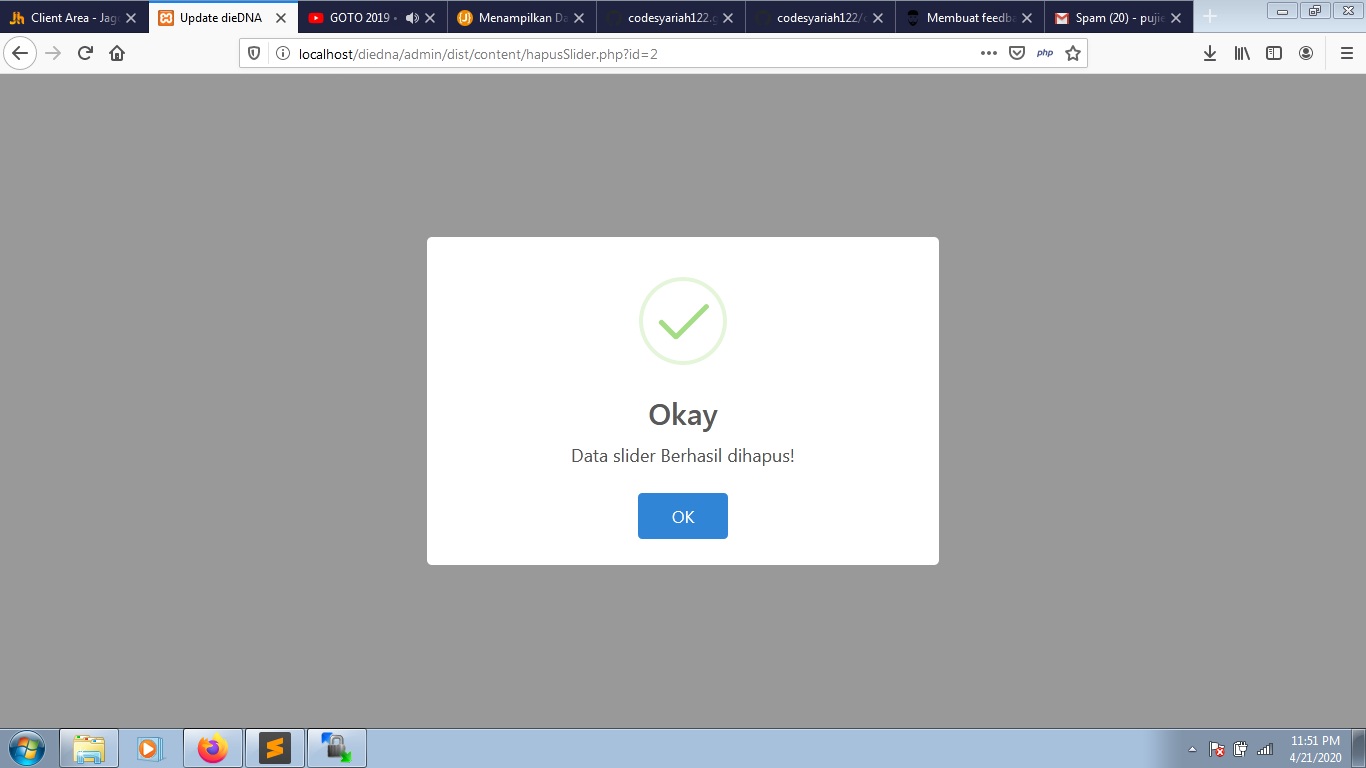 Client Area - Jag
Update dieDNA
GOTO 2019
Menampilkan Da
codesyariah122.g
codesyariah122/c
Membuat feedba
Spam (20) - pujie
localhost/diedna/admin/dist/content/hapusSlider.php?id=2
php
Okay
Data slider Berhasil dihapus!
OK
11:51 PM
4/21/2020